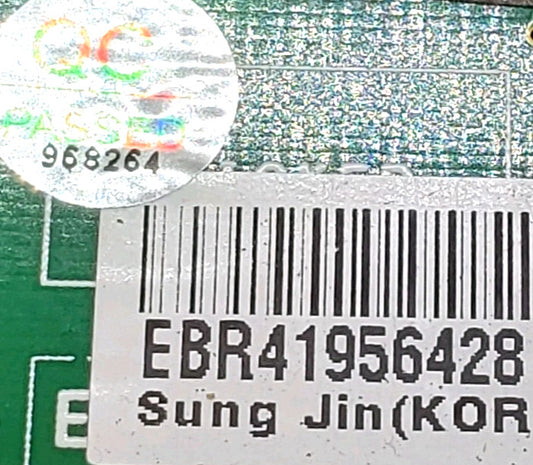 QC
PASSED
968264
EBR41956428
Sung Jin(KOR
E